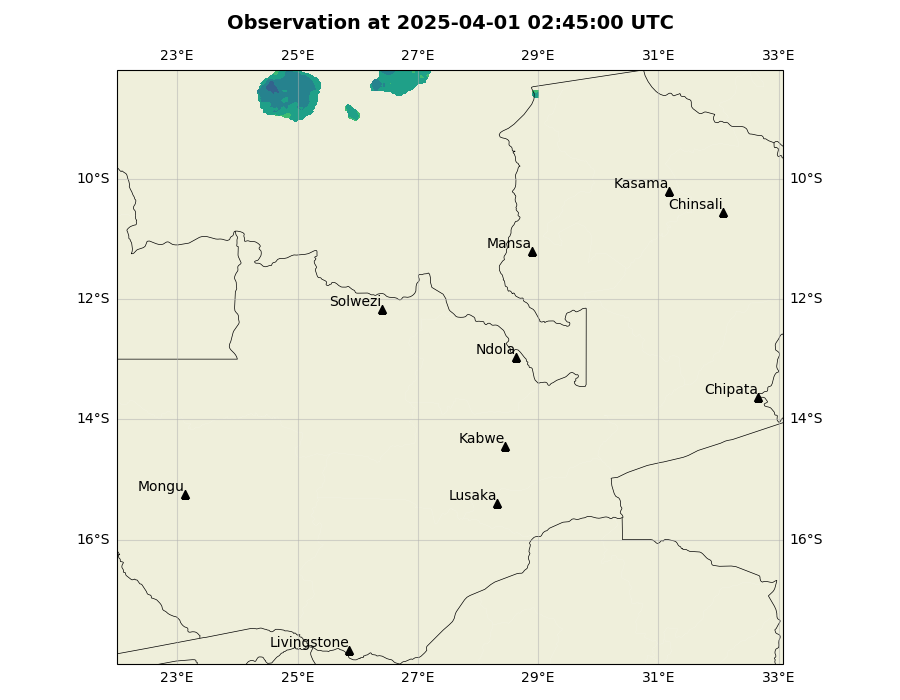 Observation at 2025-04-01 02:45:00 UTC
23°E 25°E 27°E 29°E 31°E 33°E
10°S 10°S
Kasama
Chinsali
Mansa
12°S 12°S
Solwezi
Ndola
Chipata
14°S 14°S
Kabwe
Mongu
Lusaka
16°S 16°S
Livingstone
23°E 25°E 27°E 29°E 31°E 33°E